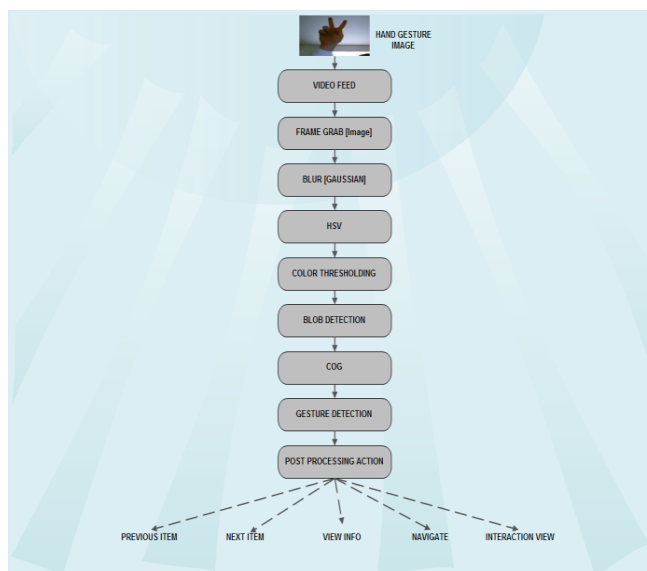 HAND GESTURE
IMAGE
VIDEO FEED
FRAME GRAB [Image]
BLUR [GAUSSIAN]
HSV
COLOR THRESHOLDING
BLOB DETECTION
COG
GESTURE DETECTION
POST PROCESSING ACTION
PREVIOUS ITEM NEXT ITEM VIEW INFO NAVIGATE INTERACTION VIEW